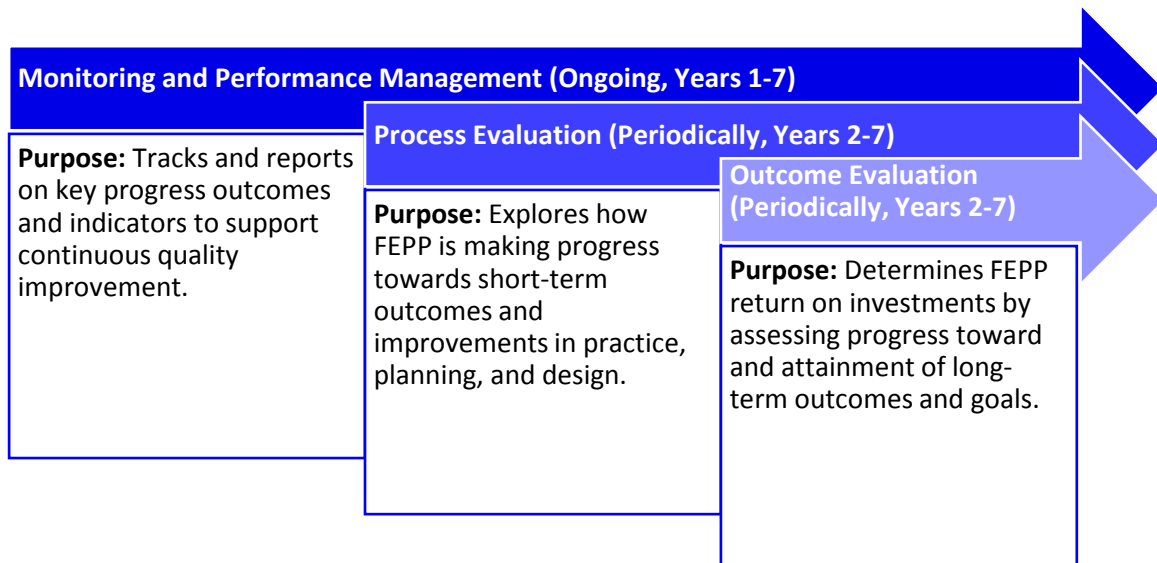 Monitoring and Performance Management (Ongoing, Years 1-7)
Purpose: Tracks and reports
on key progress outcomes
and indicators to support
continuous quality
improvement.
Process Evaluation (Periodically, Years 2-7)
Purpose: Explores how
FEPP is making progress
towards short-term
outcomes and
improvements in practice,
planning, and design.
Outcome Evaluation
(Periodically, Years 2-7)
Purpose: Determines FEPP
return on investments by
assessing progress toward
and attainment of long-
term outcomes and goals.